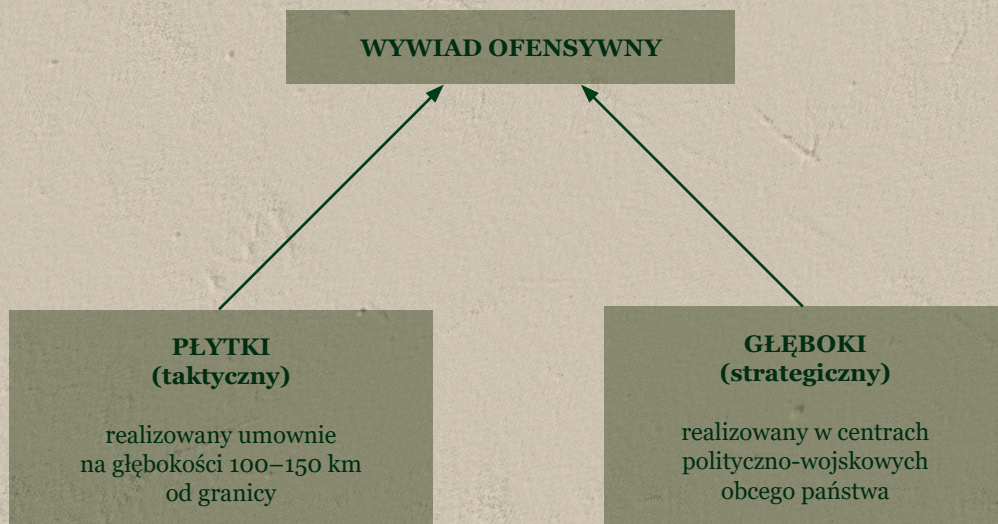 WYWIAD OFENSYWNY
PŁYTKI
(taktyczny)
realizowany umownie
na głębokości 100–150 km
od granicy
GŁĘBOKI
(strategiczny)
realizowany w centrach
polityczno-wojskowych
obcego państwa